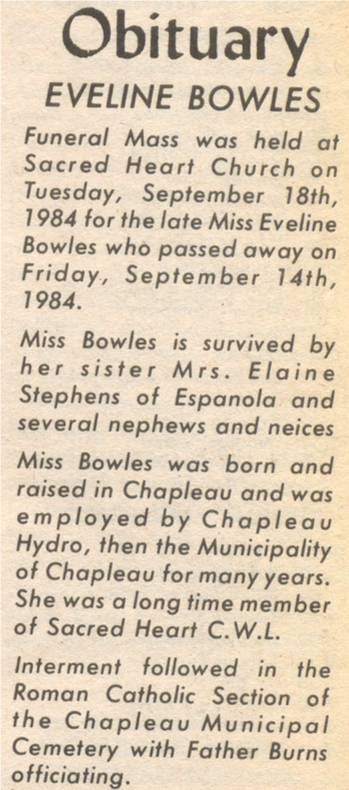 Obituary
EVELINE BOWLES
Funeral Mass was held at
Sacred Heart Church on
Tuesday, September 18th,
1984 for the late Miss Eveline
Bowles who passed away on
Friday, September 14th,
1984.
Miss Bowles is survived by
her sister Mrs. Elaine
Stephens of Espanola and
several nephews and neices
Miss Bowles was born and
raised in Chapleau and was
employed by Chapleau
Hydro, then the Municipality
of Chapleau for many years.
She was a long time member
of Sacred Heart C.W.L.
Interment followed in the
Roman Catholic Section of
the Chapleau Municipal
Cemetery with Father Burns
officiating.